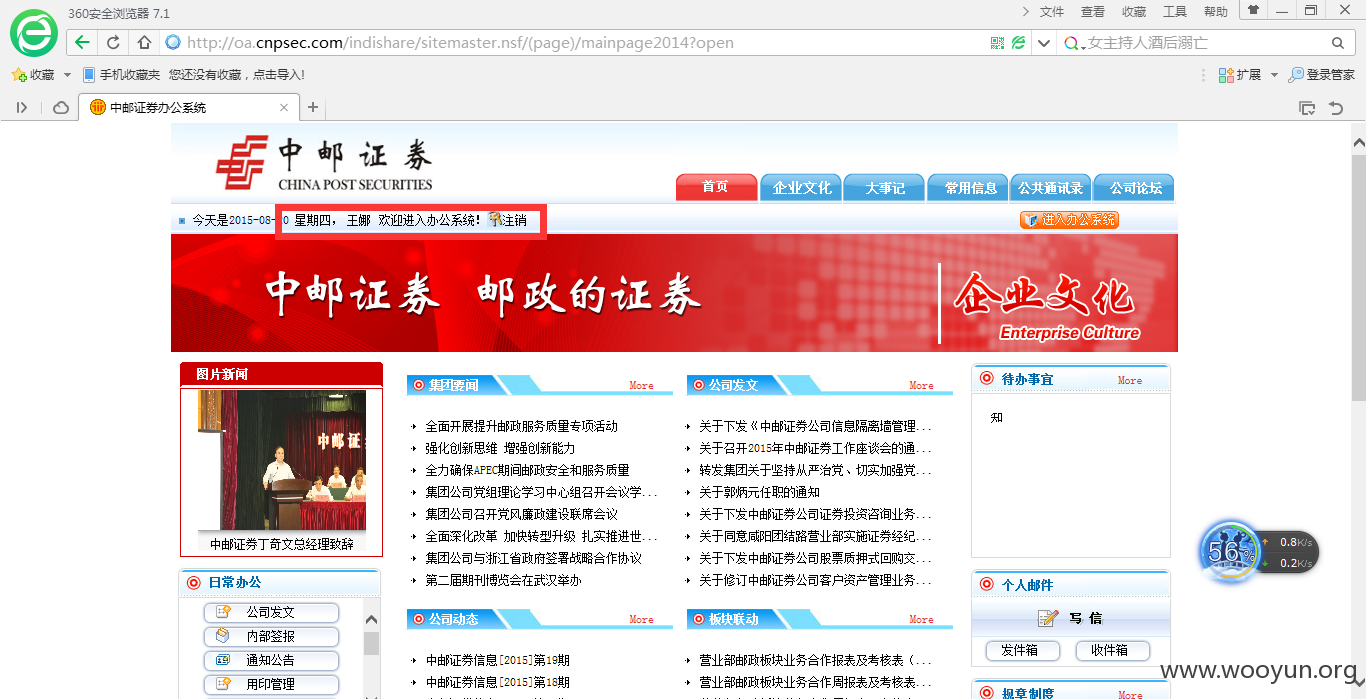 360安全浏览器 7.1
文件 查看 收藏 工具 帮助
http://oa.cnpsec.com/indishare/sitemaster.nsf/(page)/mainpage2014?open
女主持人酒后溺亡
收藏 手机收藏夹 您还没有收藏，点击导入!
扩展 登录管家
中邮证券办公系统
中邮证券
CHINA POST SECURITIES
首页 企业文化 大事记 常用信息 公共通讯录 公司论坛
今天是2015-08- 0 星期四， 王娜 欢迎进入办公系统! 注销
进入办公系统
中邮证券 邮政的证券
企业文化
Enterprise Culture
图片新闻
中邮证
中邮证券丁奇文总经理致辞
日常办公
公司发文
内部签报
通知公告
用印管理
集团要闻 More
全面开展提升邮政服务质量专项活动
强化创新思维 增强创新能力
全力确保APEC期间邮政安全和服务质量
集团公司党组理论学习中心组召开会议学...
集团公司召开党风廉政建设联席会议
全面深化改革 加快转型升级 扎实推进世...
集团公司与浙江省政府签署战略合作协议
第二届期刊博览会在武汉举办
公司动态 More
中邮证券信息[2015]第19期
中邮证券信息[2015]第18期
公司发文 More
关于下发《中邮证券公司信息隔离墙管理...
关于召开2015年中邮证券工作座谈会的通...
转发集团关于坚持从严治党、切实加强党...
关于郭炳元任职的通知
关于下发中邮证券公司证券投资咨询业务...
关于同意咸阳团结路营业部实施证券经纪...
关于下发中邮证券公司股票质押式回购交...
关于修订中邮证券公司客户资产管理业务...
板块联动 More
营业部邮政板块业务合作报表及考核表（...
营业部邮政板块业务合作周报表及考核表...
待办事宜 More
知
个人邮件
写 信
发件箱 收件箱
规章制度 More
56%
0.8K/s
0.2K/s
www.wooyun.org